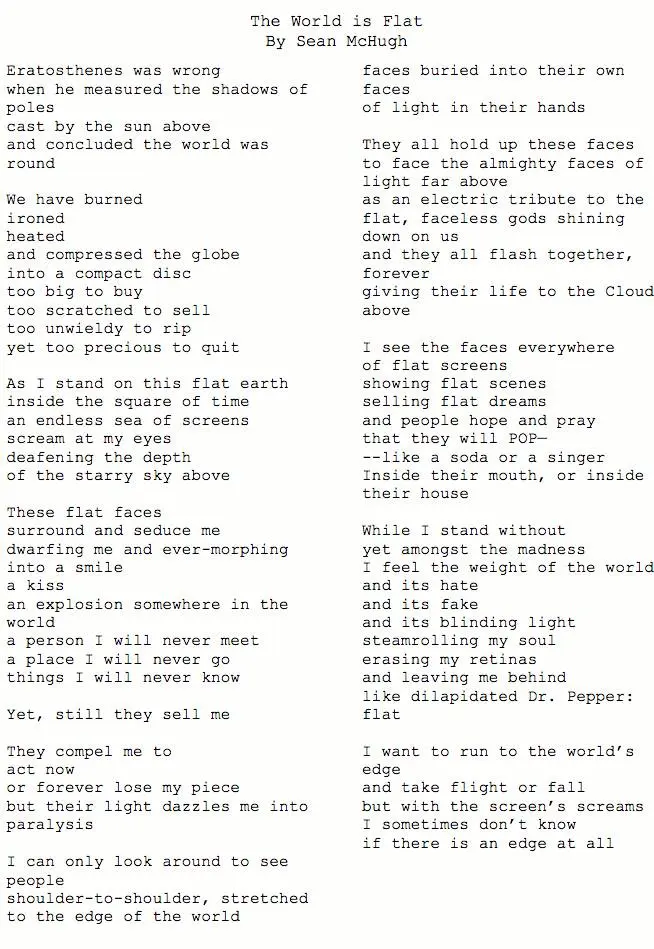 The World is Flat
By Sean McHugh
Eratosthenes was wrong
when he measured the shadows of
poles
cast by the sun above
and concluded the world was
round
We have burned
ironed
heated
and compressed the globe
into a compact disc
too big to buy
too scratched to sell
too unwieldy to rip
yet too precious to quit
As I stand on this flat earth
inside the square of time
an endless sea of screens
scream at my eyes
deafening the depth
of the starry sky above
These flat faces
surround and seduce me
dwarfing me and ever-morphing
into a smile
a kiss
an explosion somewhere in the
world
a person I will never meet
a place I will never go
things I will never know
Yet, still they sell me
They compel me to
act now
or forever lose my piece
but their light dazzles me into
paralysis
I can only look around to see
people
shoulder-to-shoulder, stretched
to the edge of the world
faces buried into their own
faces
of light in their hands
They all hold up these faces
to face the almighty faces of
light far above
as an electric tribute to the
flat, faceless gods shining
down on us
and they all flash together,
forever
giving their life to the Cloud
above
I see the faces everywhere
of flat screens
showing flat scenes
selling flat dreams
and people hope and pray
that they will POP—
--like a soda or a singer
Inside their mouth, or inside
their house
While I stand without
yet amongst the madness
I feel the weight of the world
and its hate
and its fake
and its blinding light
steamrolling my soul
erasing my retinas
and leaving me behind
like dilapidated Dr. Pepper:
flat
I want to run to the world's
edge
and take flight or fall
but with the screen's screams
I sometimes don't know
if there is an edge at all